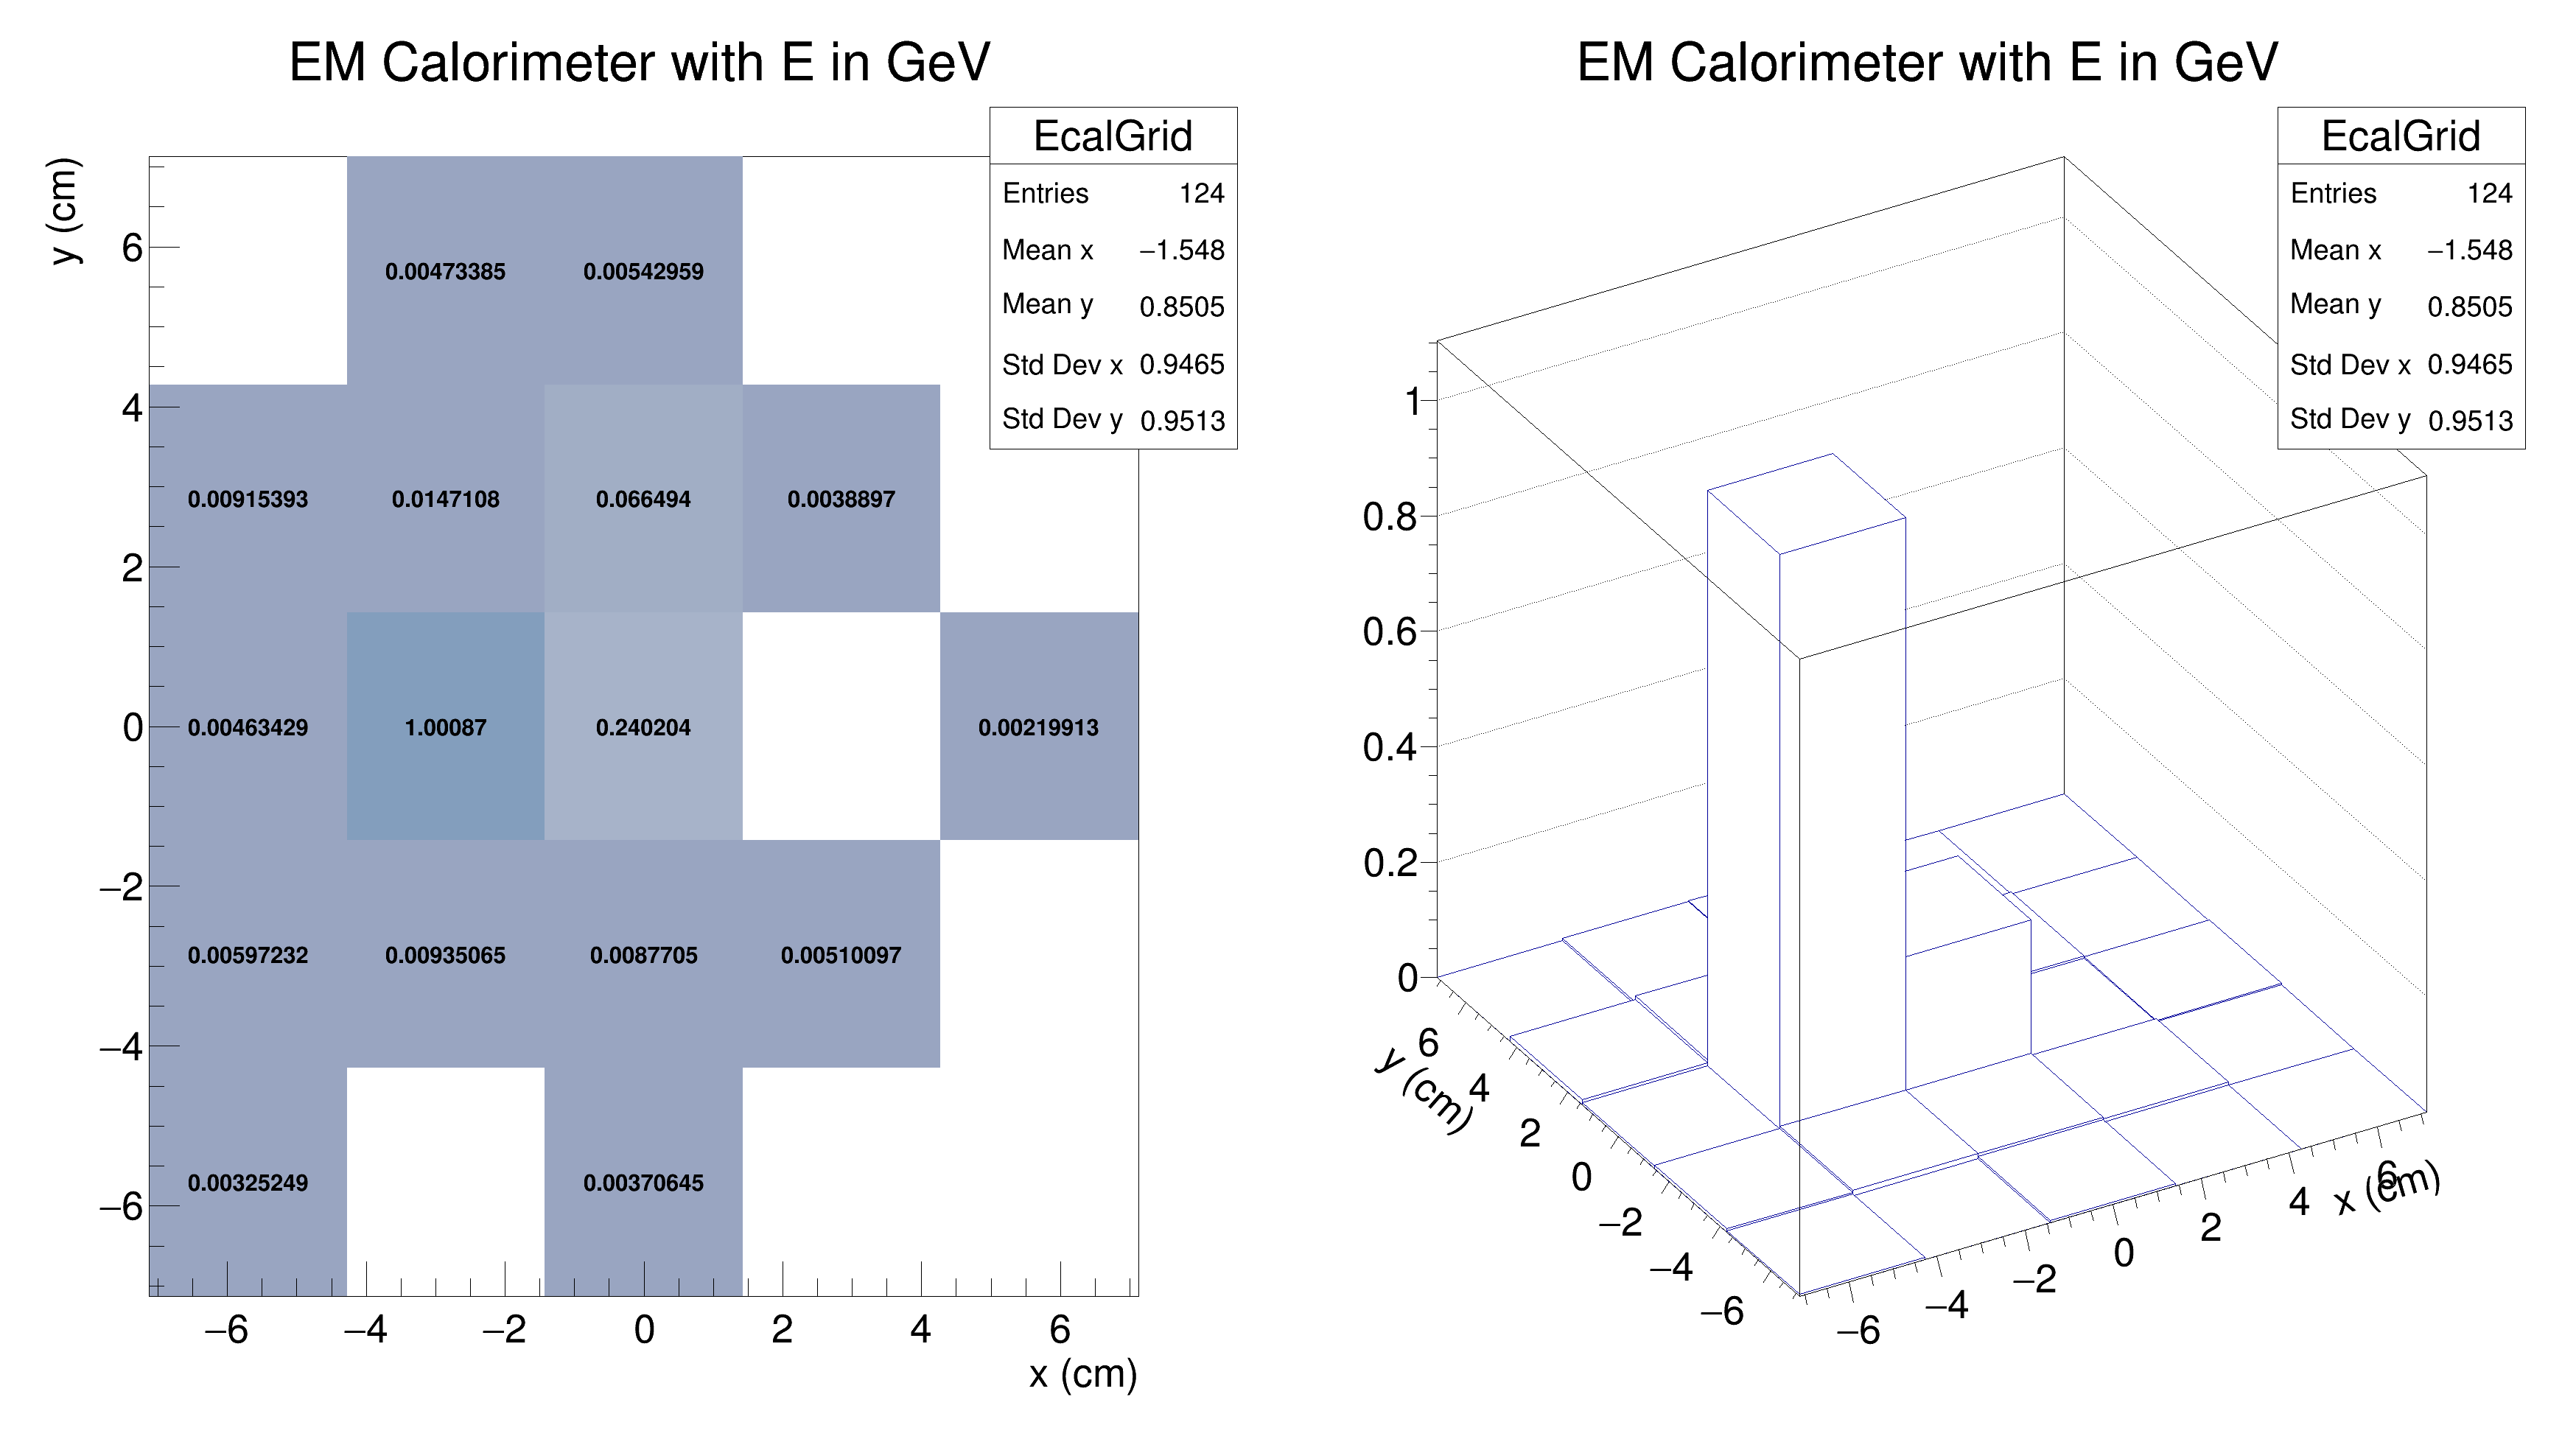 EM Calorimeter with E in GeV
EcalGrid
Entries 124
Mean x −1.548
Mean y 0.8505
Std Dev x 0.9465
Std Dev y 0.9513
y (cm)
6
4
2
0
−2
−4
−6
0.00473385 0.00542959
0.00915393 0.0147108 0.066494 0.0038897
0.00463429 1.00087 0.240204 0.00219913
0.00597232 0.00935065 0.0087705 0.00510097
0.00325249 0.00370645
−6 −4 −2 0 2 4 6
x (cm)
EM Calorimeter with E in GeV
EcalGrid
Entries 124
Mean x −1.548
Mean y 0.8505
Std Dev x 0.9465
Std Dev y 0.9513
1
0.8
0.6
0.4
0.2
0
6
4
2
0
−2
−4
−6
y (cm)
−6
−4
−2
0
2
4
6
x (cm)